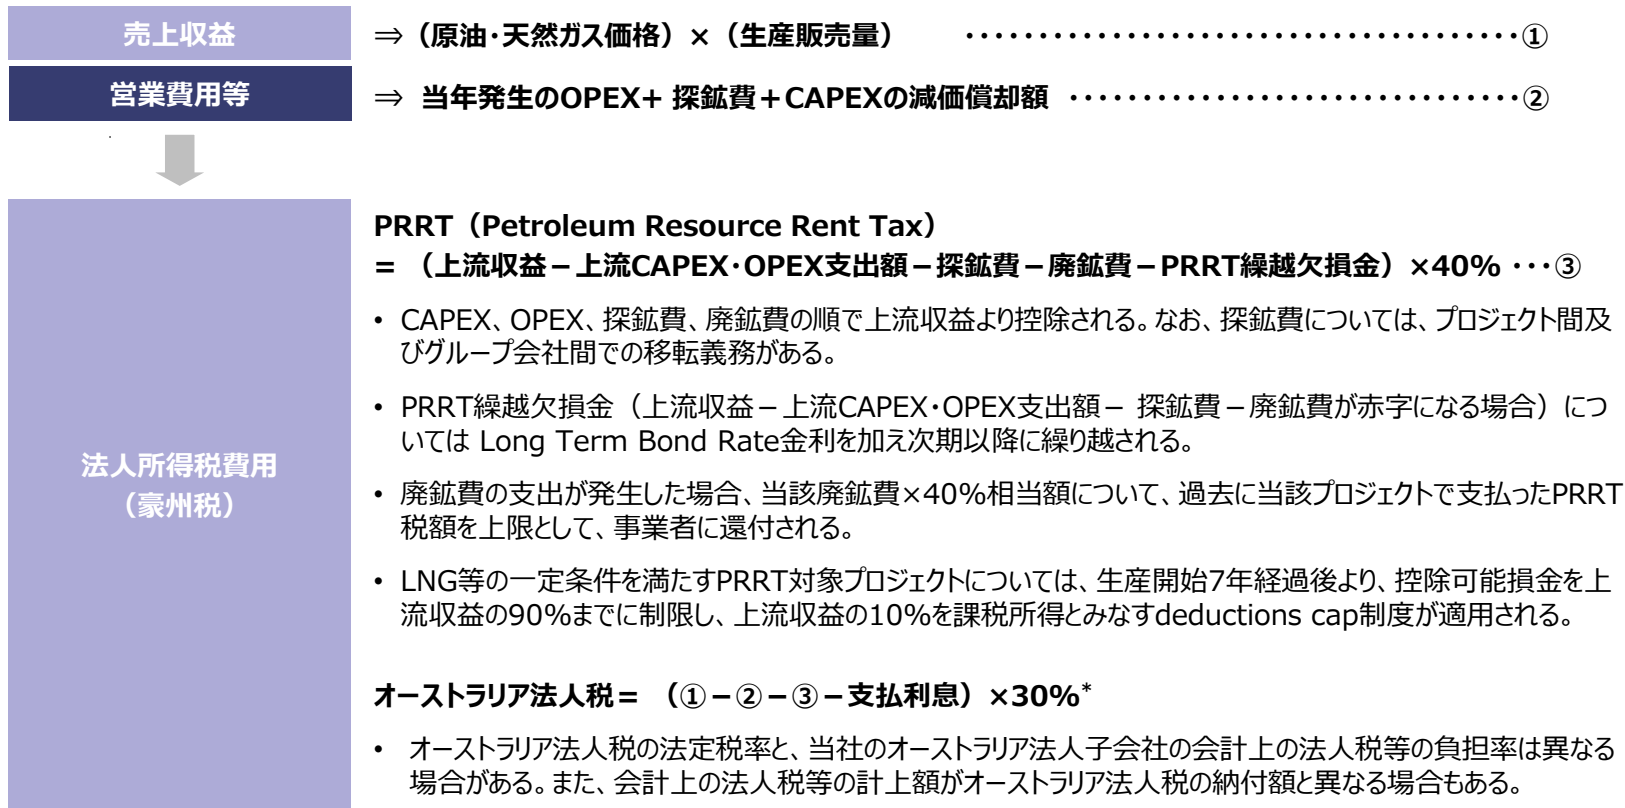 売上収益
⇒（原油・天然ガス価格）×（生産販売量） ・・・・・・・・・・・・・・・・・・・・・・・・・・・・・・・・・・・・・・①
営業費用等
⇒ 当年発生のOPEX＋ 探鉱費＋CAPEXの減価償却額 ・・・・・・・・・・・・・・・・・・・・・・・・・・・・・・・②
法人所得税費用
（豪州税）
PRRT（Petroleum Resource Rent Tax）
= （上流収益－上流CAPEX・OPEX支出額－探鉱費－廃鉱費－PRRT繰越欠損金）×40% ・・・③
• CAPEX、OPEX、探鉱費、廃鉱費の順で上流収益より控除される。なお、探鉱費については、プロジェクト間及
びグループ会社間での移転義務がある。
• PRRT繰越欠損金（上流収益－上流CAPEX・OPEX支出額－ 探鉱費－廃鉱費が赤字になる場合）につ
いては Long Term Bond Rate金利を加え次期以降に繰り越される。
• 廃鉱費の支出が発生した場合、当該廃鉱費×40%相当額について、過去に当該プロジェクトで支払ったPRRT
税額を上限として、事業者に還付される。
• LNG等の一定条件を満たすPRRT対象プロジェクトについては、生産開始7年経過後より、控除可能損金を上
流収益の90%までに制限し、上流収益の10%を課税所得とみなすdeductions cap制度が適用される。
オーストラリア法人税＝ （①－②－③－支払利息）×30%*
• オーストラリア法人税の法定税率と、当社のオーストラリア法人子会社の会計上の法人税等の負担率は異なる
場合がある。また、会計上の法人税等の計上額がオーストラリア法人税の納付額と異なる場合もある。